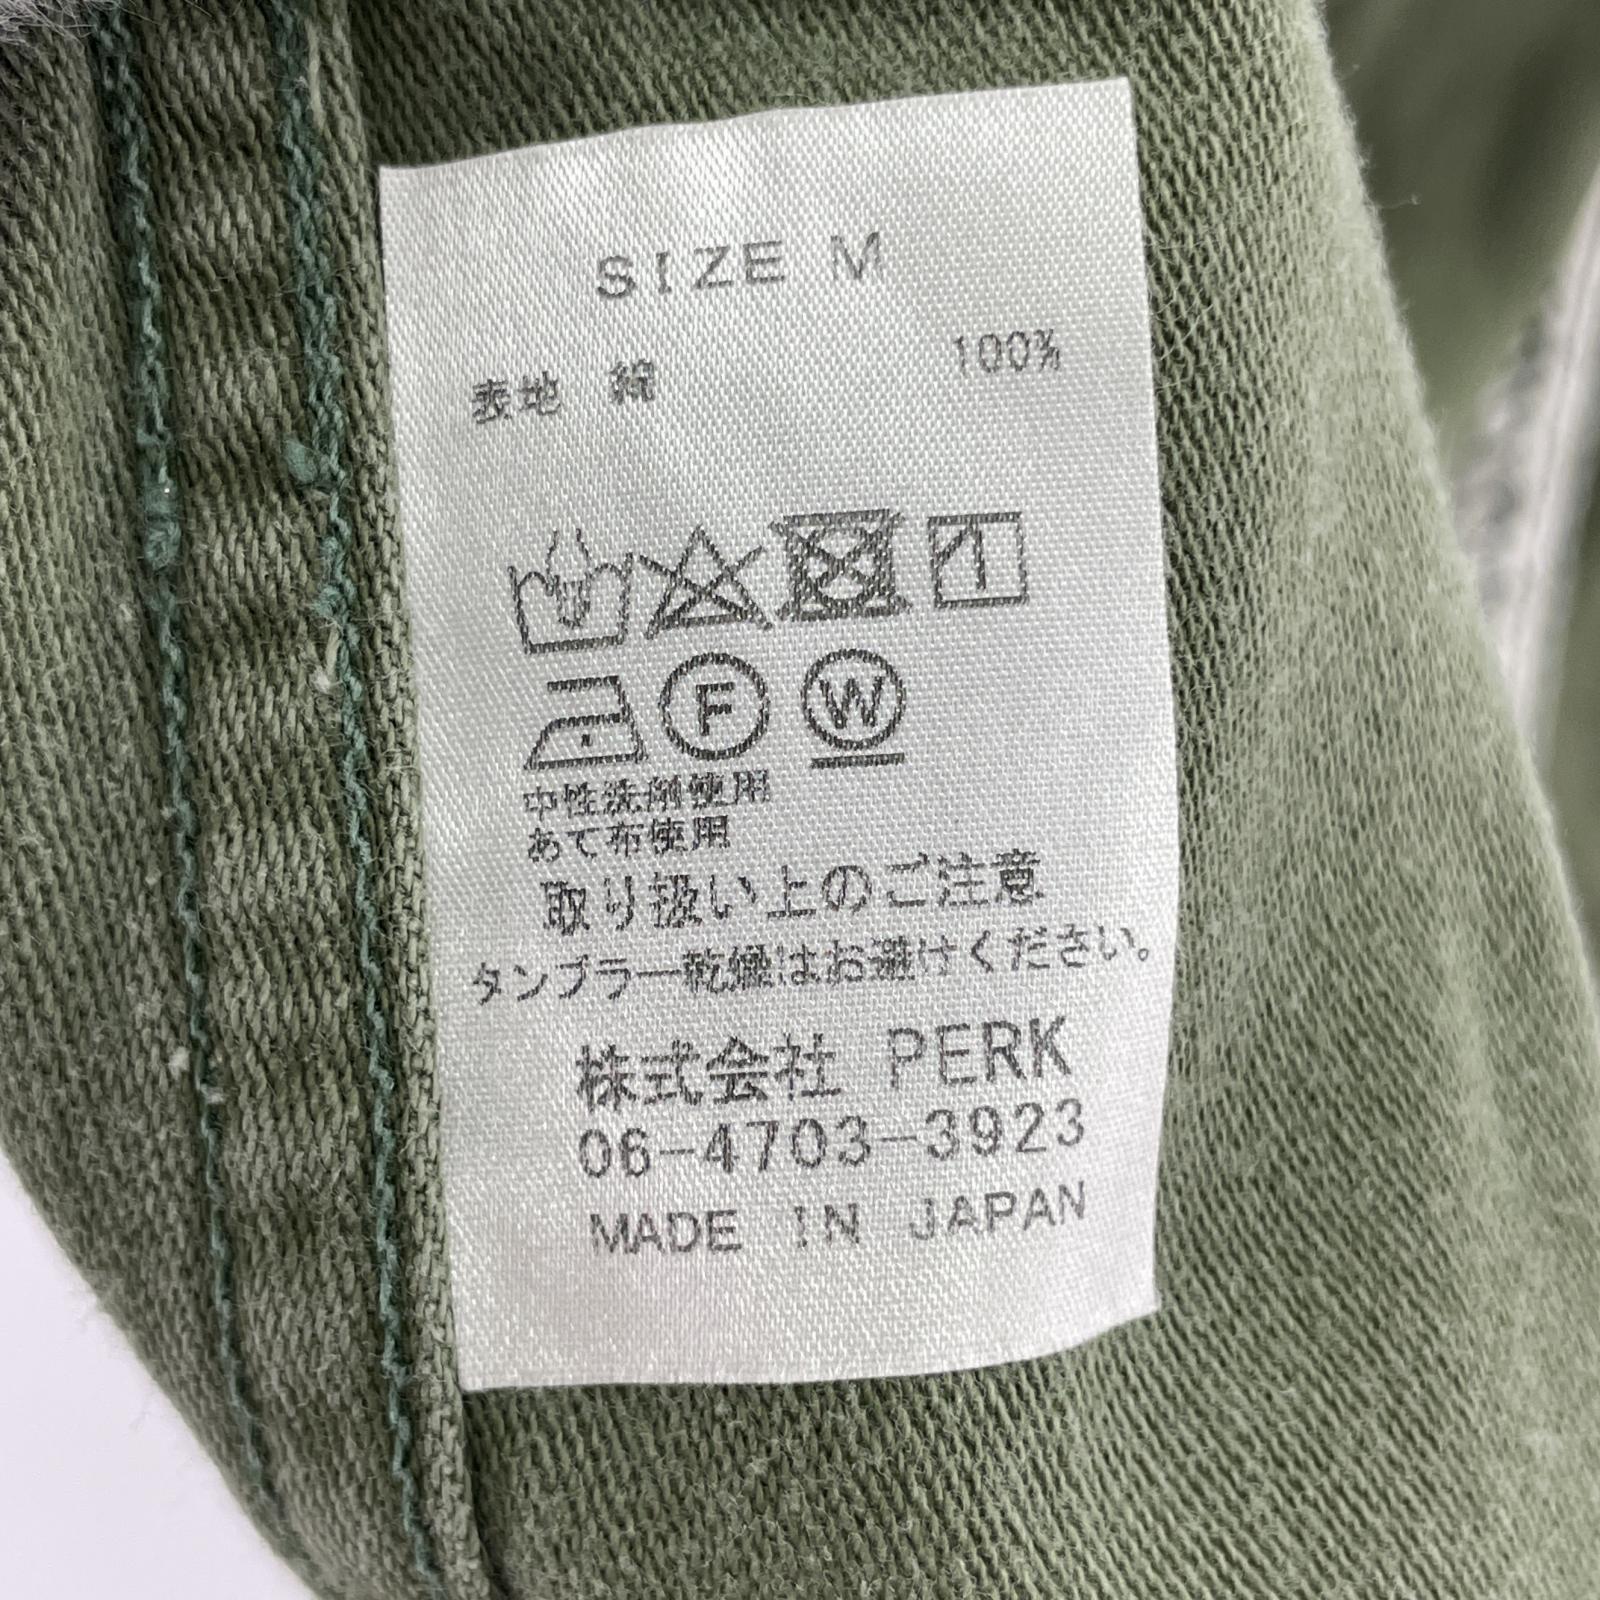 SIZE M
表地 綿 100%
F W
中性洗剤使用
あて布使用
取り扱い上のご注意
タンブラー乾燥はお避けください。
株式会社 PERK
06-4703-3923
MADE IN JAPAN